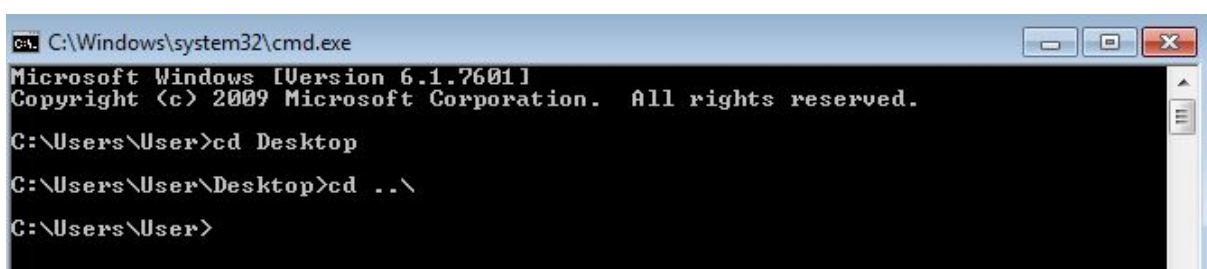 C:\Windows\system32\cmd.exe
Microsoft Windows [Version 6.1.7601]
Copyright (c) 2009 Microsoft Corporation.  All rights reserved.
C:\Users\User>cd Desktop
C:\Users\User\Desktop>cd ..\
C:\Users\User>